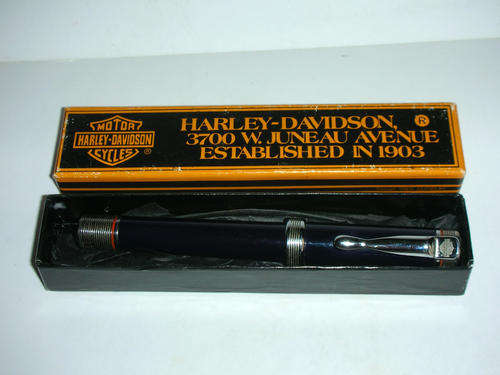 MOTOR
HARLEY-DAVIDSON
CYCLES
®
HARLEY-DAVIDSON, ®
3700 W. JUNEAU AVENUE
ESTABLISHED IN 1903